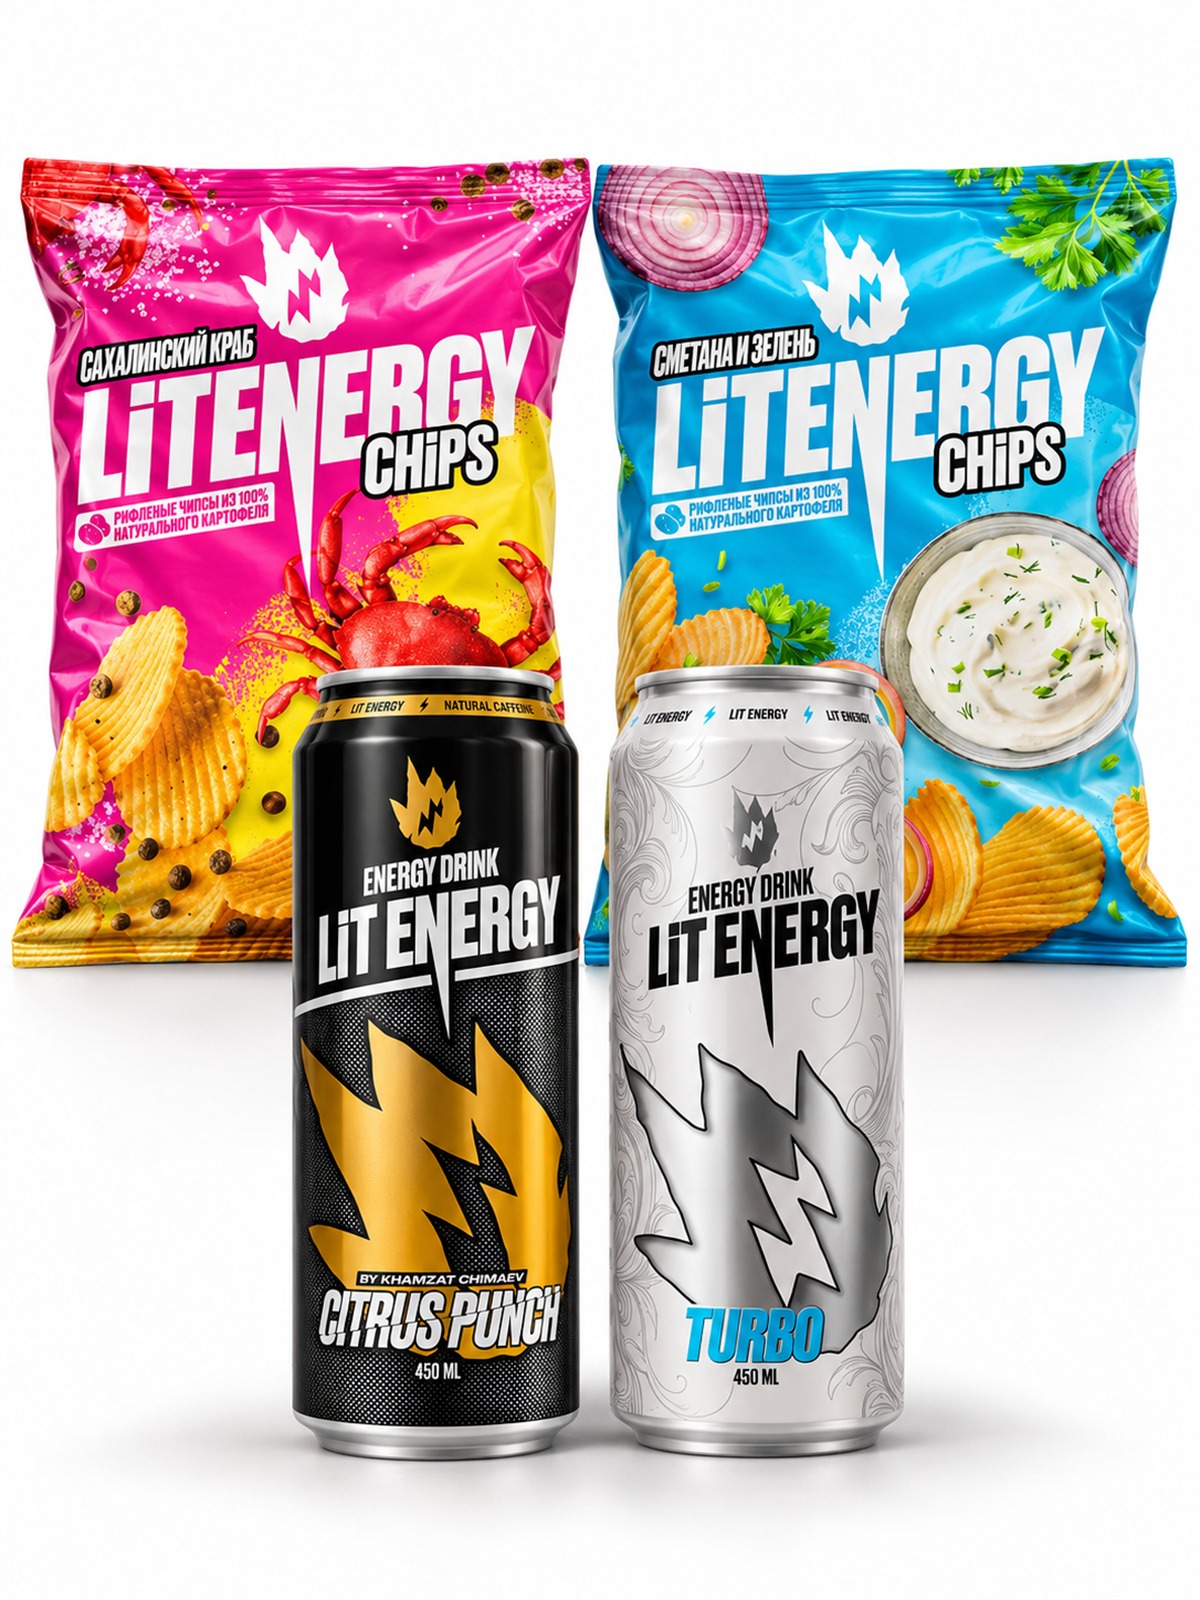 САХАЛИНСКИЙ КРАБ
LiTENERGY
CHiPS
РИФЛЕНЫЕ ЧИПСЫ ИЗ 100%
НАТУРАЛЬНОГО КАРТОФЕЛЯ
СМЕТАНА И ЗЕЛЕНЬ
LiTENERGY
CHiPS
РИФЛЕНЫЕ ЧИПСЫ ИЗ 100%
НАТУРАЛЬНОГО КАРТОФЕЛЯ
LIT ENERGY NATURAL CAFFEINE
ENERGY DRINK
LiT ENERGY
BY KHAMZAT CHIMAEV
CITRUS PUNCH
450 ML
LIT ENERGY LIT ENERGY LIT ENERGY
ENERGY DRINK
LiT ENERGY
TURBO
450 ML